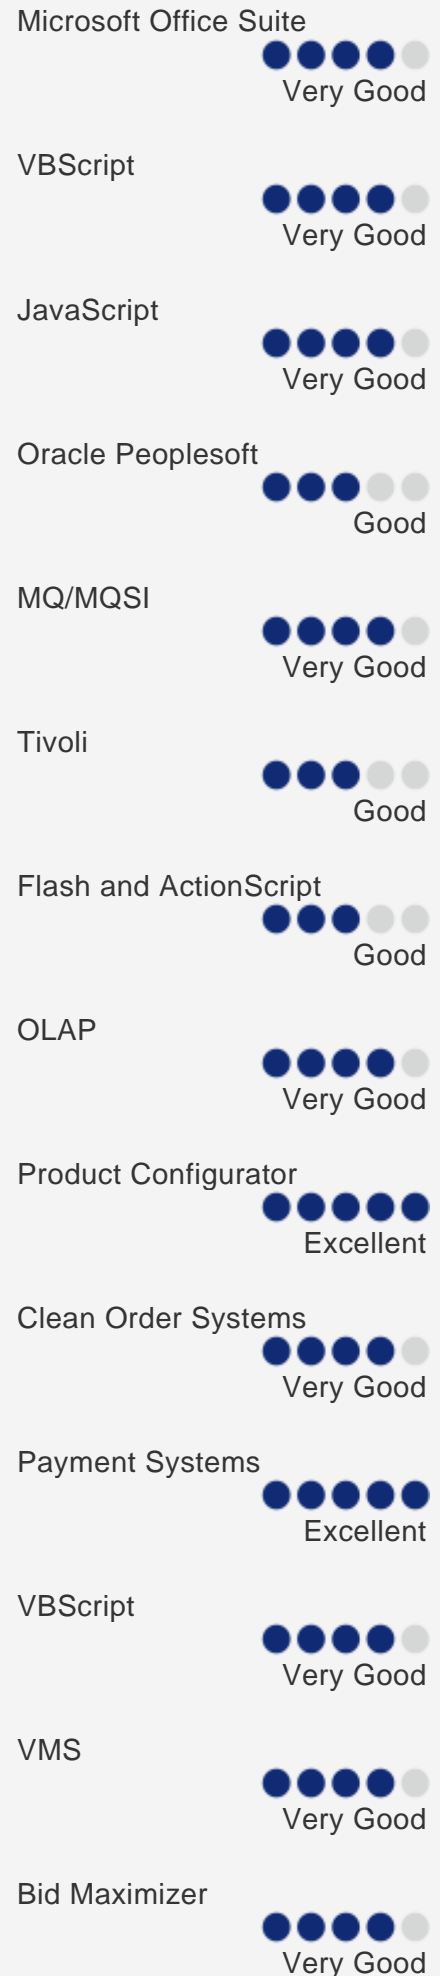 Microsoft Office Suite
Very Good
VBScript
Very Good
JavaScript
Very Good
Oracle Peoplesoft
Good
MQ/MQSI
Very Good
Tivoli
Good
Flash and ActionScript
Good
OLAP
Very Good
Product Configurator
Excellent
Clean Order Systems
Very Good
Payment Systems
Excellent
VBScript
Very Good
VMS
Very Good
Bid Maximizer
Very Good